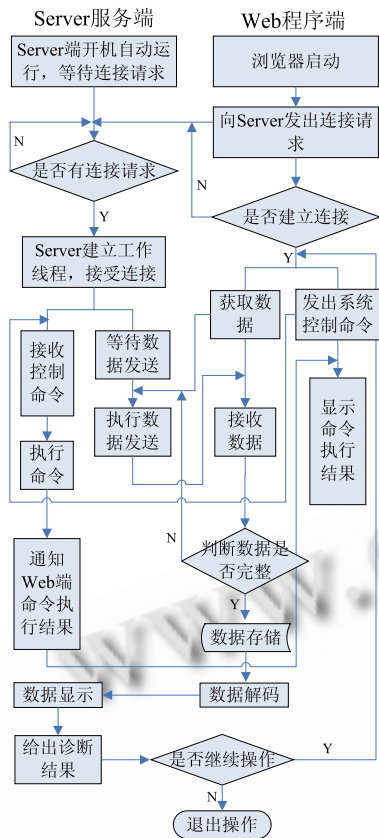 Server服务端
Web程序端
Server端开机自动运
行，等待连接请求
浏览器启动
向Server发出连接请
求
N
N
是否有连接请求
是否建立连接
Y
Y
Server建立工作
线程，接受连接
获取数
据
发出系统
控制命令
接收
控制
命令
等待数
据发送
执行数
据发送
接收
数据
显示
命令
执行
结果
执行
命令
N
判断数据是
否完整
通知
Web端
命令执
行结果
Y
数据存储
数据显示
数据解码
给出诊断
结果
是否继续操作
Y
N
退出操作
www.